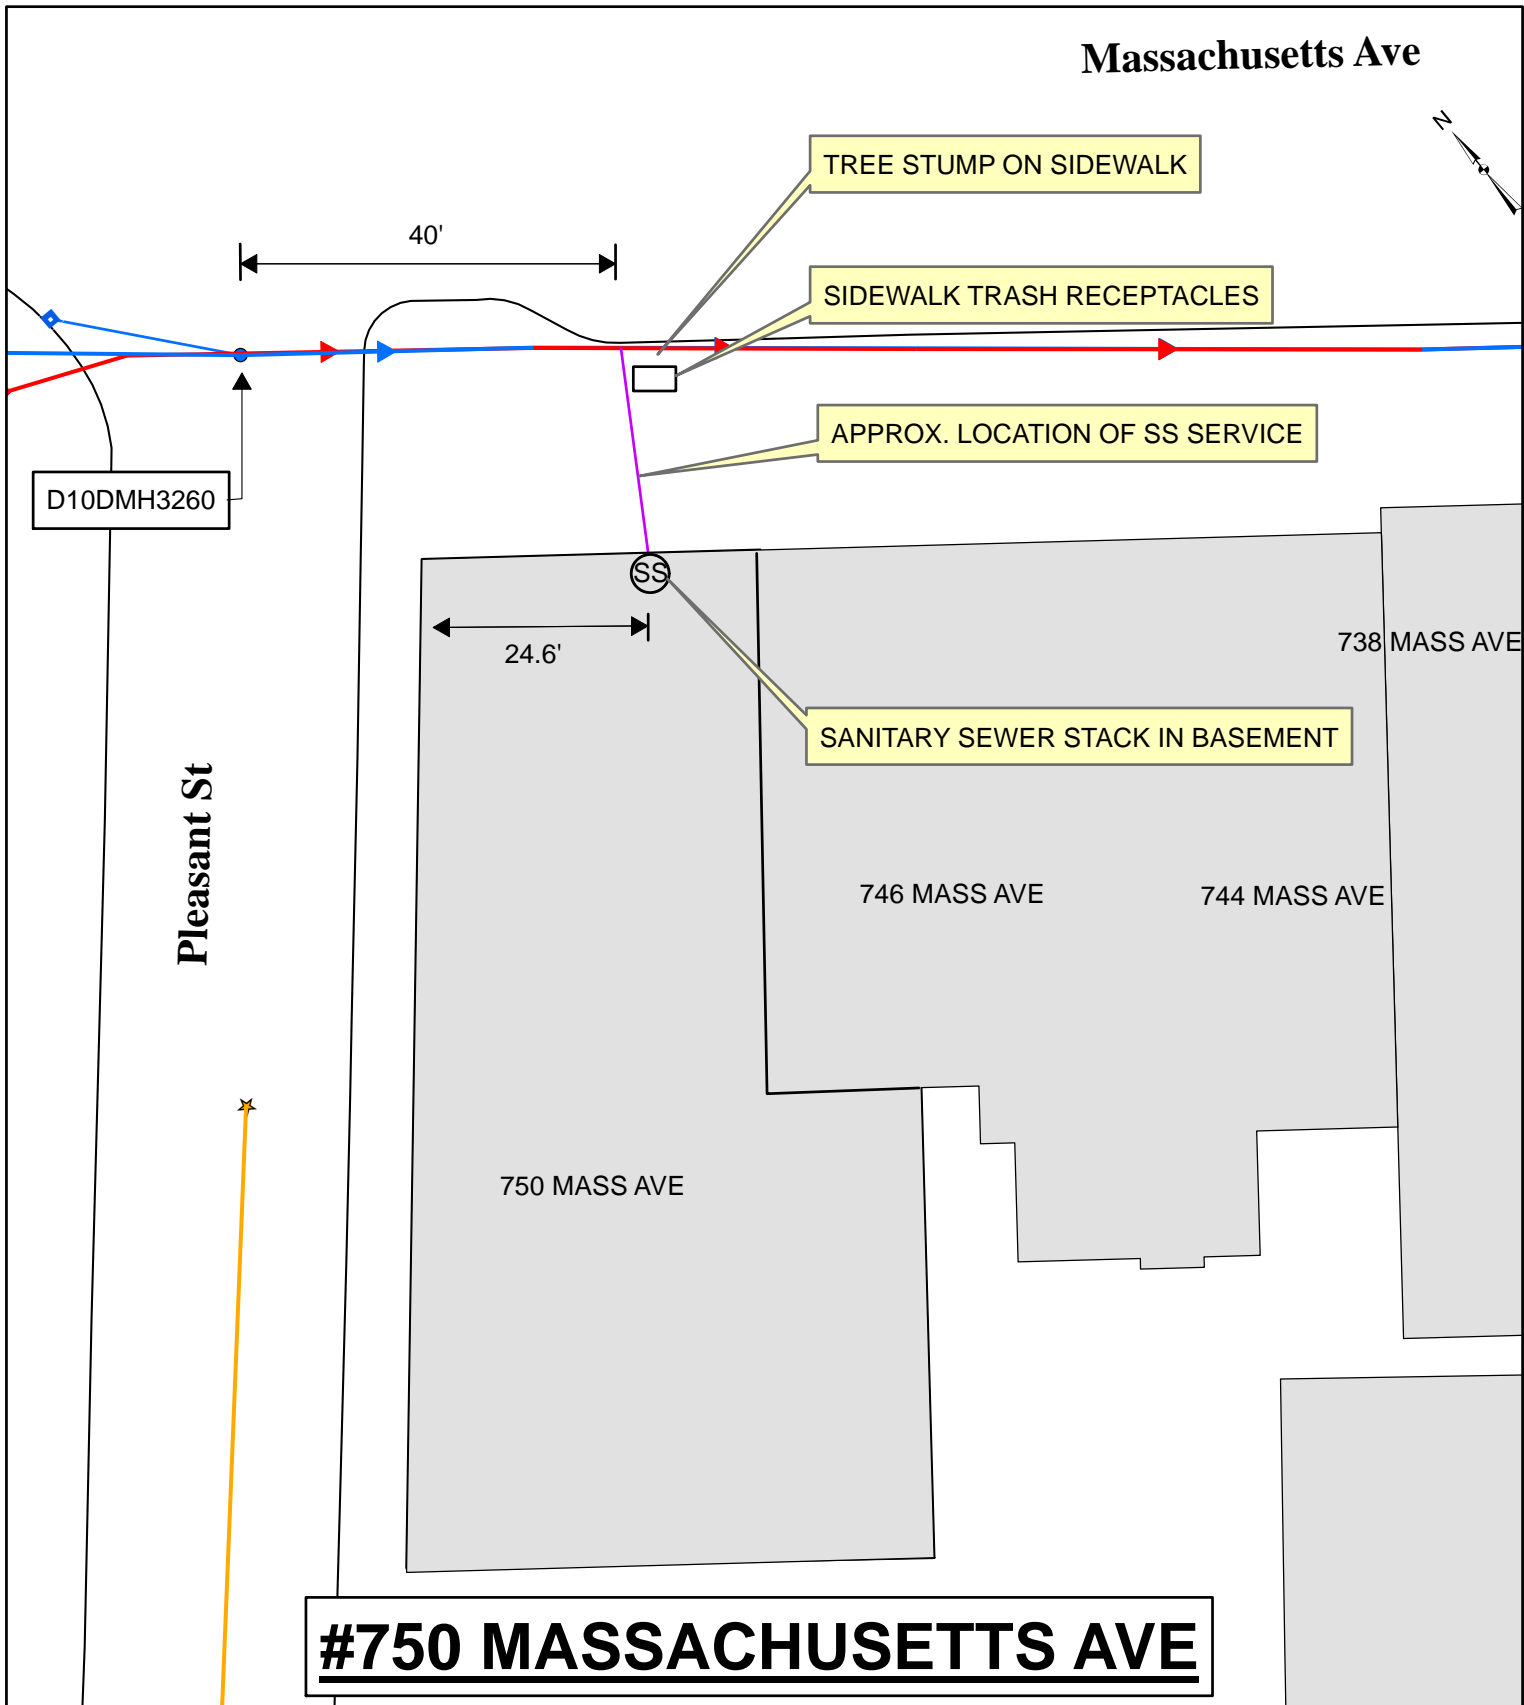 Massachusetts Ave
N
TREE STUMP ON SIDEWALK
40'
SIDEWALK TRASH RECEPTACLES
APPROX. LOCATION OF SS SERVICE
D10DMH3260
SS
738 MASS AVE
24.6'
SANITARY SEWER STACK IN BASEMENT
Pleasant St
746 MASS AVE
744 MASS AVE
750 MASS AVE
#750 MASSACHUSETTS AVE